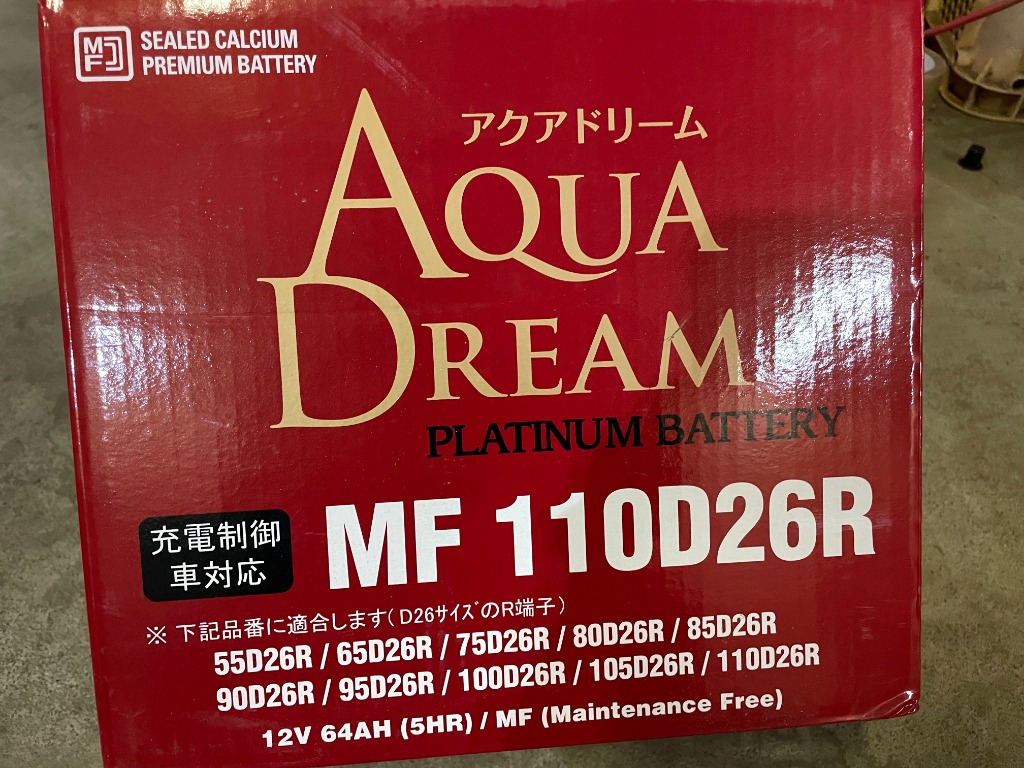 MFJ
SEALED CALCIUM
PREMIUM BATTERY
アクアドリーム
AQUA
DREAM
PLATINUM BATTERY
充電制御
車対応
MF 110D26R
※ 下記品番に適合します(D26サイズのR端子)
55D26R / 65D26R / 75D26R / 80D26R / 85D26R
90D26R / 95D26R / 100D26R / 105D26R / 110D26R
12V 64AH (5HR) / MF (Maintenance Free)